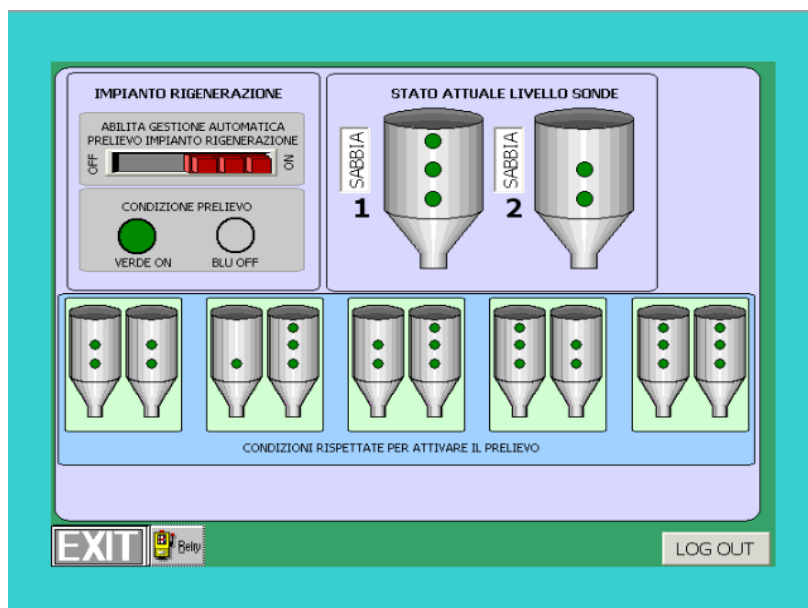 IMPIANTO RIGENERAZIONE
ABILITA GESTIONE AUTOMATICA
PRELIEVO IMPIANTO RIGENERAZIONE
OFF
ON
CONDIZIONE PRELIEVO
VERDE ON
BLU OFF
STATO ATTUALE LIVELLO SONDE
SABBIA
1
SABBIA
2
CONDIZIONI RISPETTATE PER ATTIVARE IL PRELIEVO
EXIT
LOG OUT